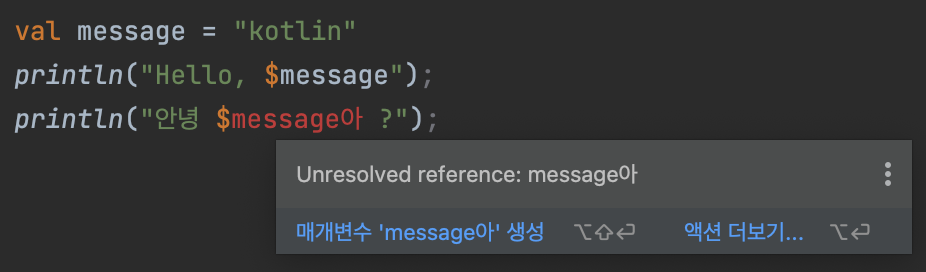 val message = "kotlin"
println("Hello, $message");
println("안녕 $message아 ?");
Unresolved reference: message아
매개변수 'message아' 생성 ⌥⇧⏎ 액션 더보기... ⌥⏎